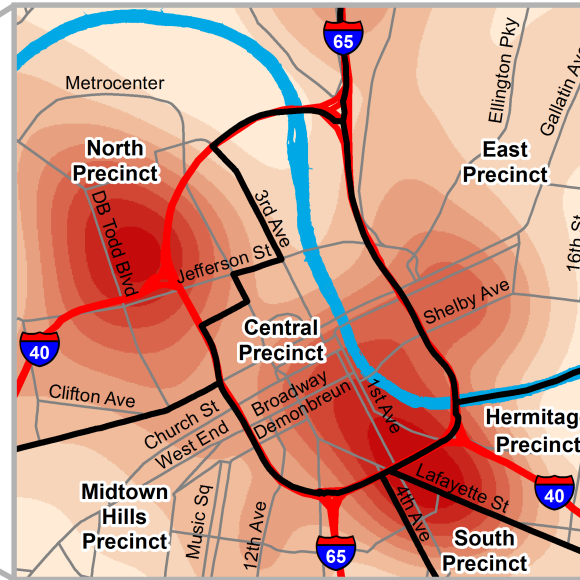 65
Ellington Pky
Gallatin Av
Metrocenter
North
Precinct
East
Precinct
DB Todd Blvd
3rd Ave
16th St
Jefferson St
Shelby Ave
Central
Precinct
40
Clifton Ave
Broadway
1st Ave
Demonbreun
Church St
West End
Hermitag
Precinct
Lafayette St
40
Midtown
Hills
Precinct
Music Sq
12th Ave
4th Ave
65
South
Precinct